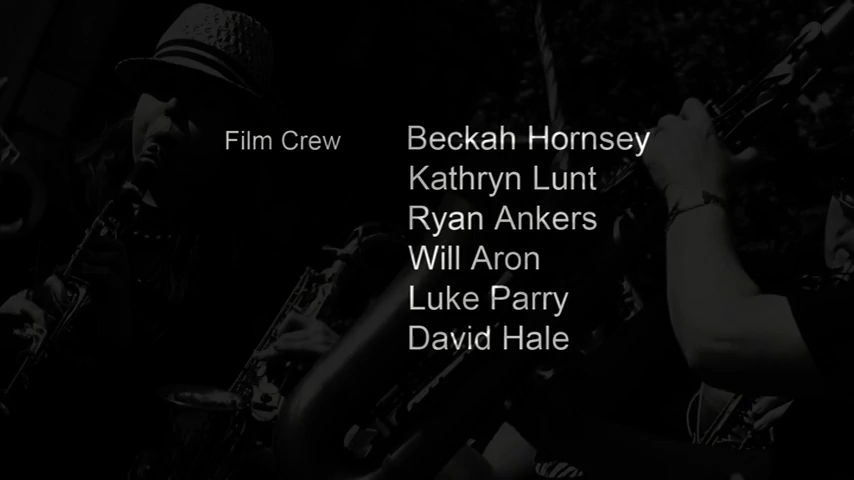 Film Crew Beckah Hornsey
Kathryn Lunt
Ryan Ankers
Will Aron
Luke Parry
David Hale